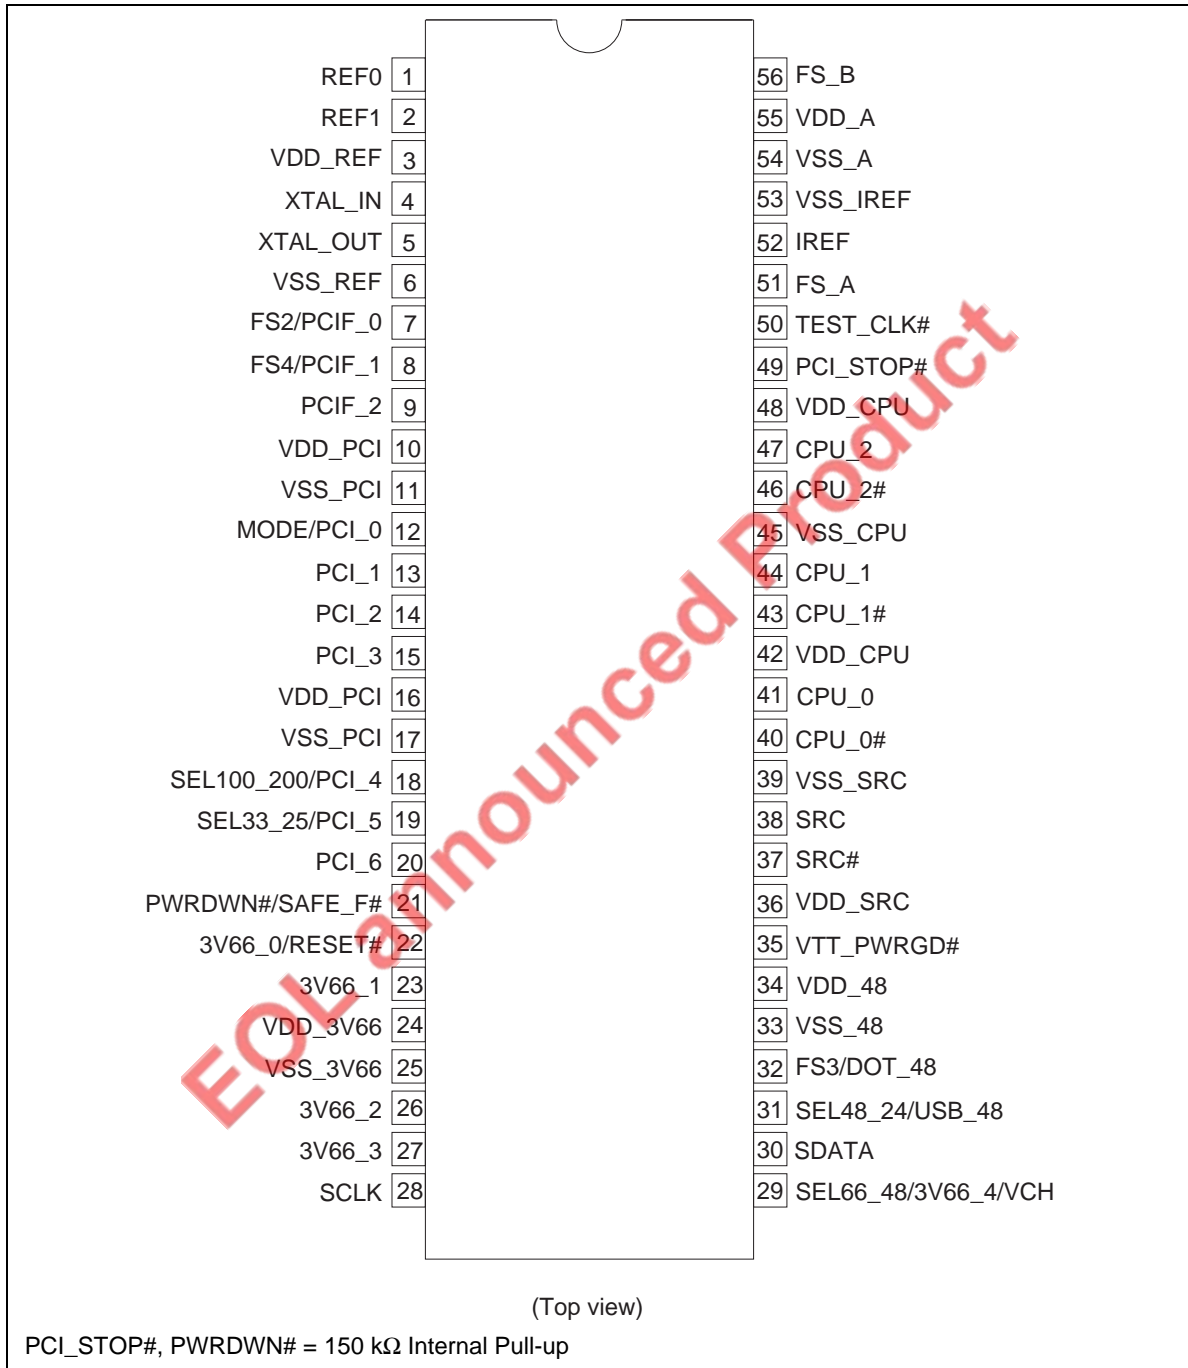 REF0 1
REF1 2
VDD_REF 3
XTAL_IN 4
XTAL_OUT 5
VSS_REF 6
FS2/PCIF_0 7
FS4/PCIF_1 8
PCIF_2 9
VDD_PCI 10
VSS_PCI 11
MODE/PCI_0 12
PCI_1 13
PCI_2 14
PCI_3 15
VDD_PCI 16
VSS_PCI 17
SEL100_200/PCI_4 18
SEL33_25/PCI_5 19
PCI_6 20
PWRDWN#/SAFE_F# 21
3V66_0/RESET# 22
3V66_1 23
VDD_3V66 24
VSS_3V66 25
3V66_2 26
3V66_3 27
SCLK 28
56 FS_B
55 VDD_A
54 VSS_A
53 VSS_IREF
52 IREF
51 FS_A
50 TEST_CLK#
49 PCI_STOP#
48 VDD_CPU
47 CPU_2
46 CPU_2#
45 VSS_CPU
44 CPU_1
43 CPU_1#
42 VDD_CPU
41 CPU_0
40 CPU_0#
39 VSS_SRC
38 SRC
37 SRC#
36 VDD_SRC
35 VTT_PWRGD#
34 VDD_48
33 VSS_48
32 FS3/DOT_48
31 SEL48_24/USB_48
30 SDATA
29 SEL66_48/3V66_4/VCH
EOL announced Product
(Top view)
PCI_STOP#, PWRDWN# = 150 kΩ Internal Pull-up